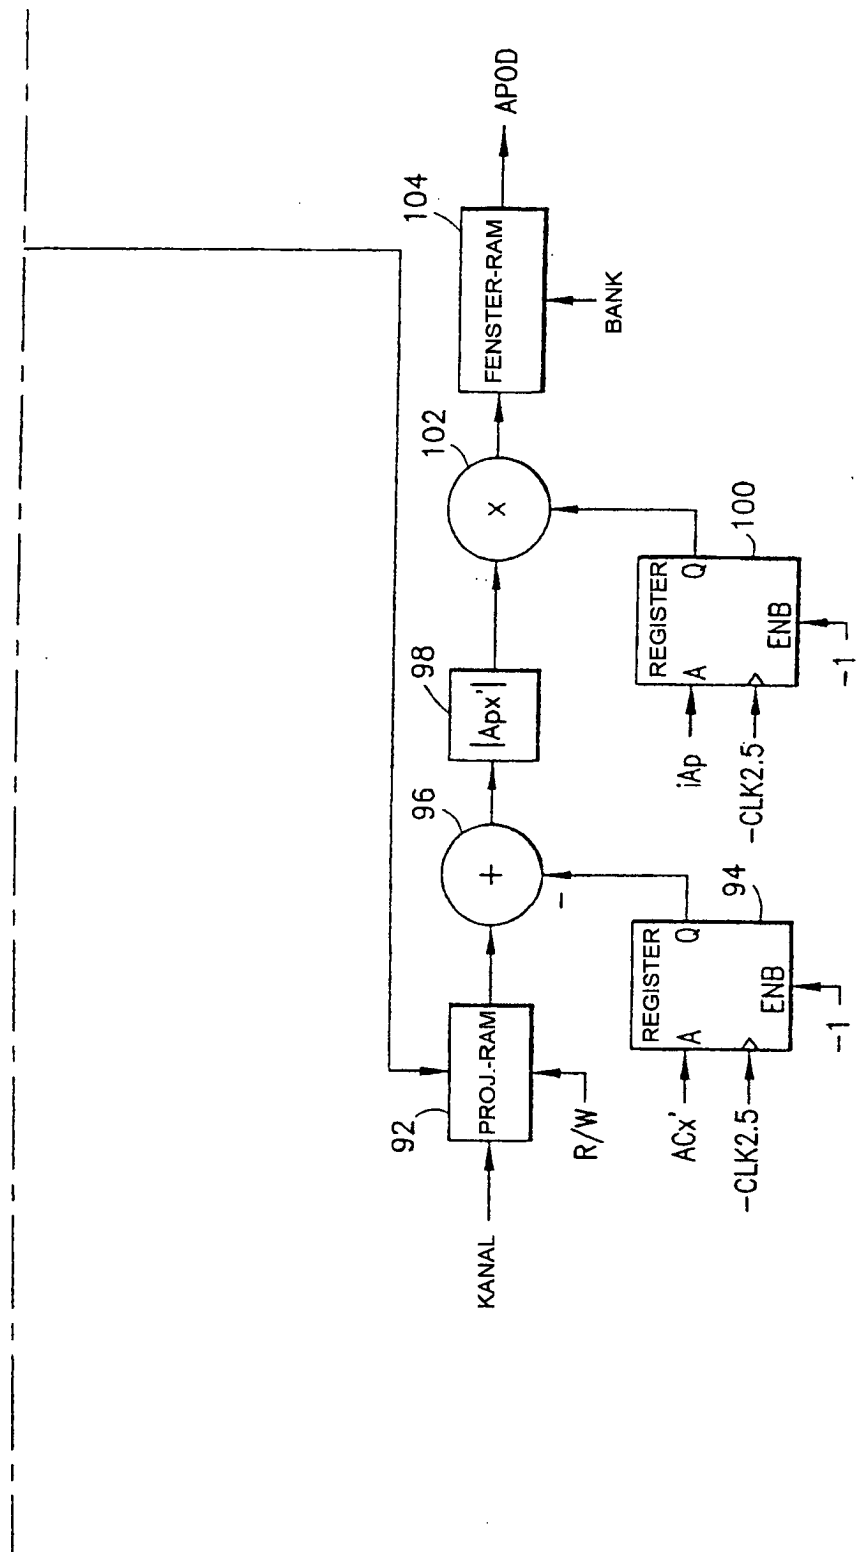 KANAL
92
PROJ.-RAM
R/W
96
+
-
ACx'
-CLK2.5
REGISTER
A
Q
ENB
94
-1
98
|Apx'|
102
X
iAp
-CLK2.5
REGISTER
A
Q
ENB
100
-1
104
FENSTER-RAM
BANK
APOD